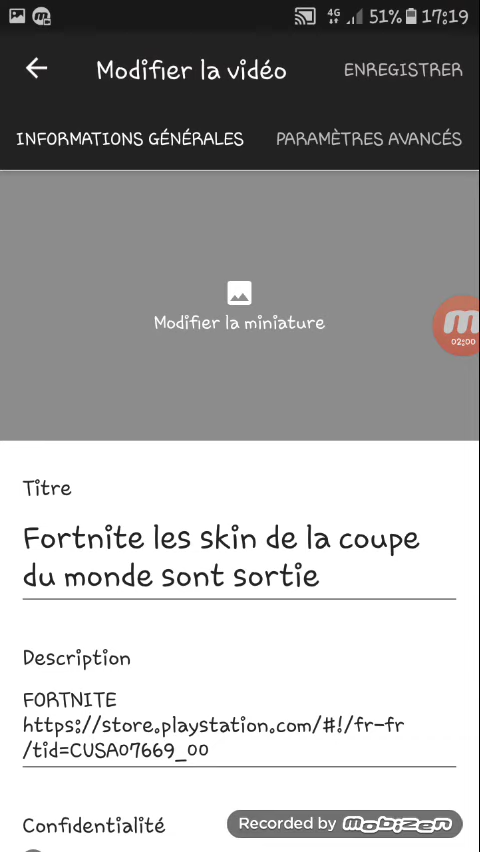 4G 51% 17:19
Modifier la vidéo ENREGISTRER
INFORMATIONS GÉNÉRALES PARAMÈTRES AVANCÉS
Modifier la miniature
02:00
Titre
Fortnite les skin de la coupe
du monde sont sortie
Description
FORTNITE
https://store.playstation.com/#!/fr-fr
/tid=CUSA07669_00
Confidentialité
Recorded by mobizen